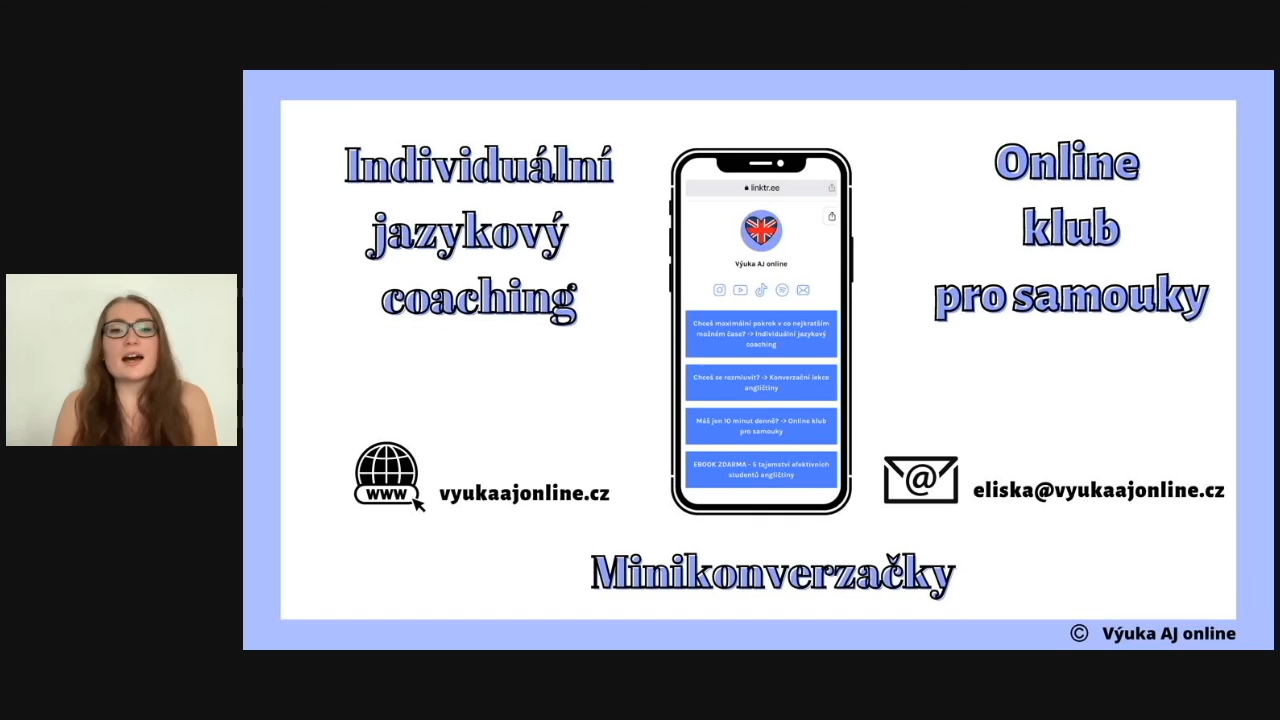 Individuální
jazykový
coaching
Online
klub
pro samouky
linktr.ee
Výuka AJ online
Chceš maximální pokrok v co nejkratším
možném čase? -> Individuální jazykový
coaching
Chceš se rozmluvit? -> Konverzační lekce
angličtiny
Máš jen 10 minut denně? -> Online klub
pro samouky
EBOOK ZDARMA - 5 tajemství efektivních
studentů angličtiny
www
vyukaajonline.cz
@
eliska@vyukaajonline.cz
Minikonverzačky
© Výuka AJ online